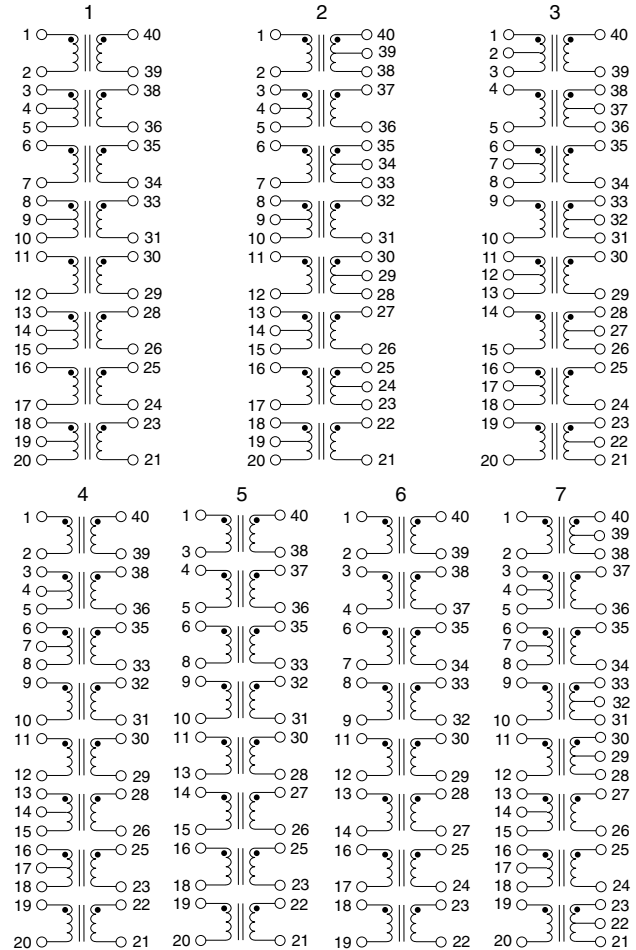 1 2 3
1 40 1 40 1 40
39 2
2 39 2 38 3 39
3 38 3 37 4 38
4 4 37
5 36 5 36 5 36
6 35 6 35 6 35
34 7
7 34 7 33 8 34
8 33 8 32 9 33
9 9 32
10 31 10 31 10 31
11 30 11 30 11 30
29 12
12 29 12 28 13 29
13 28 13 27 14 28
14 14 27
15 26 15 26 15 26
16 25 16 25 16 25
24 17
17 24 17 23 18 24
18 23 18 22 19 23
19 19 22
20 21 20 21 20 21
4 5 6 7
1 40 1 40 1 40 1 40
39
2 39 3 38 2 39 2 38
3 38 4 37 3 38 3 37
4 4
5 36 5 36 4 37 5 36
6 35 6 35 6 35 6 35
7 7
8 33 8 33 7 34 8 34
9 32 9 32 8 33 9 33
32
10 31 10 31 9 32 10 31
11 30 11 30 11 30 11 30
29
12 29 13 28 12 29 12 28
13 28 14 27 13 28 13 27
14 14
15 26 15 26 14 27 15 26
16 25 16 25 16 25 16 25
17 17
18 23 18 23 17 24 18 24
19 22 19 22 18 23 19 23
22
20 21 20 21 19 22 20 21